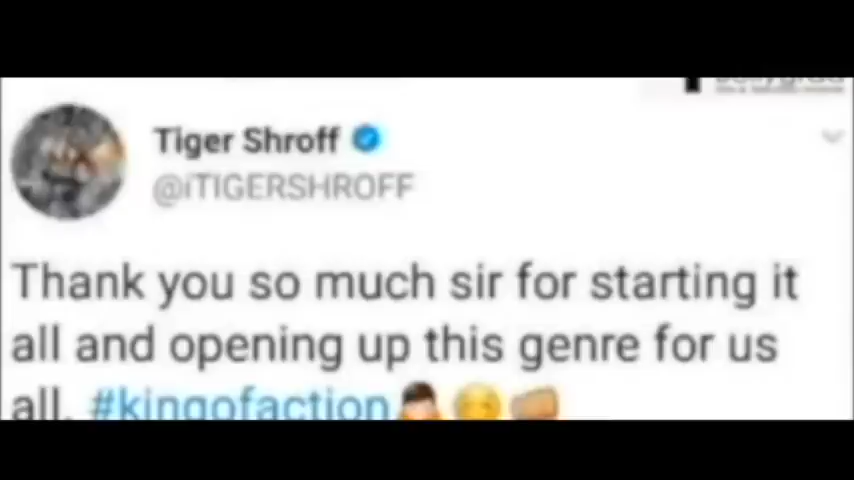 Tiger Shroff
@iTIGERSHROFF
Thank you so much sir for starting it
all and opening up this genre for us
all. #kingofaction